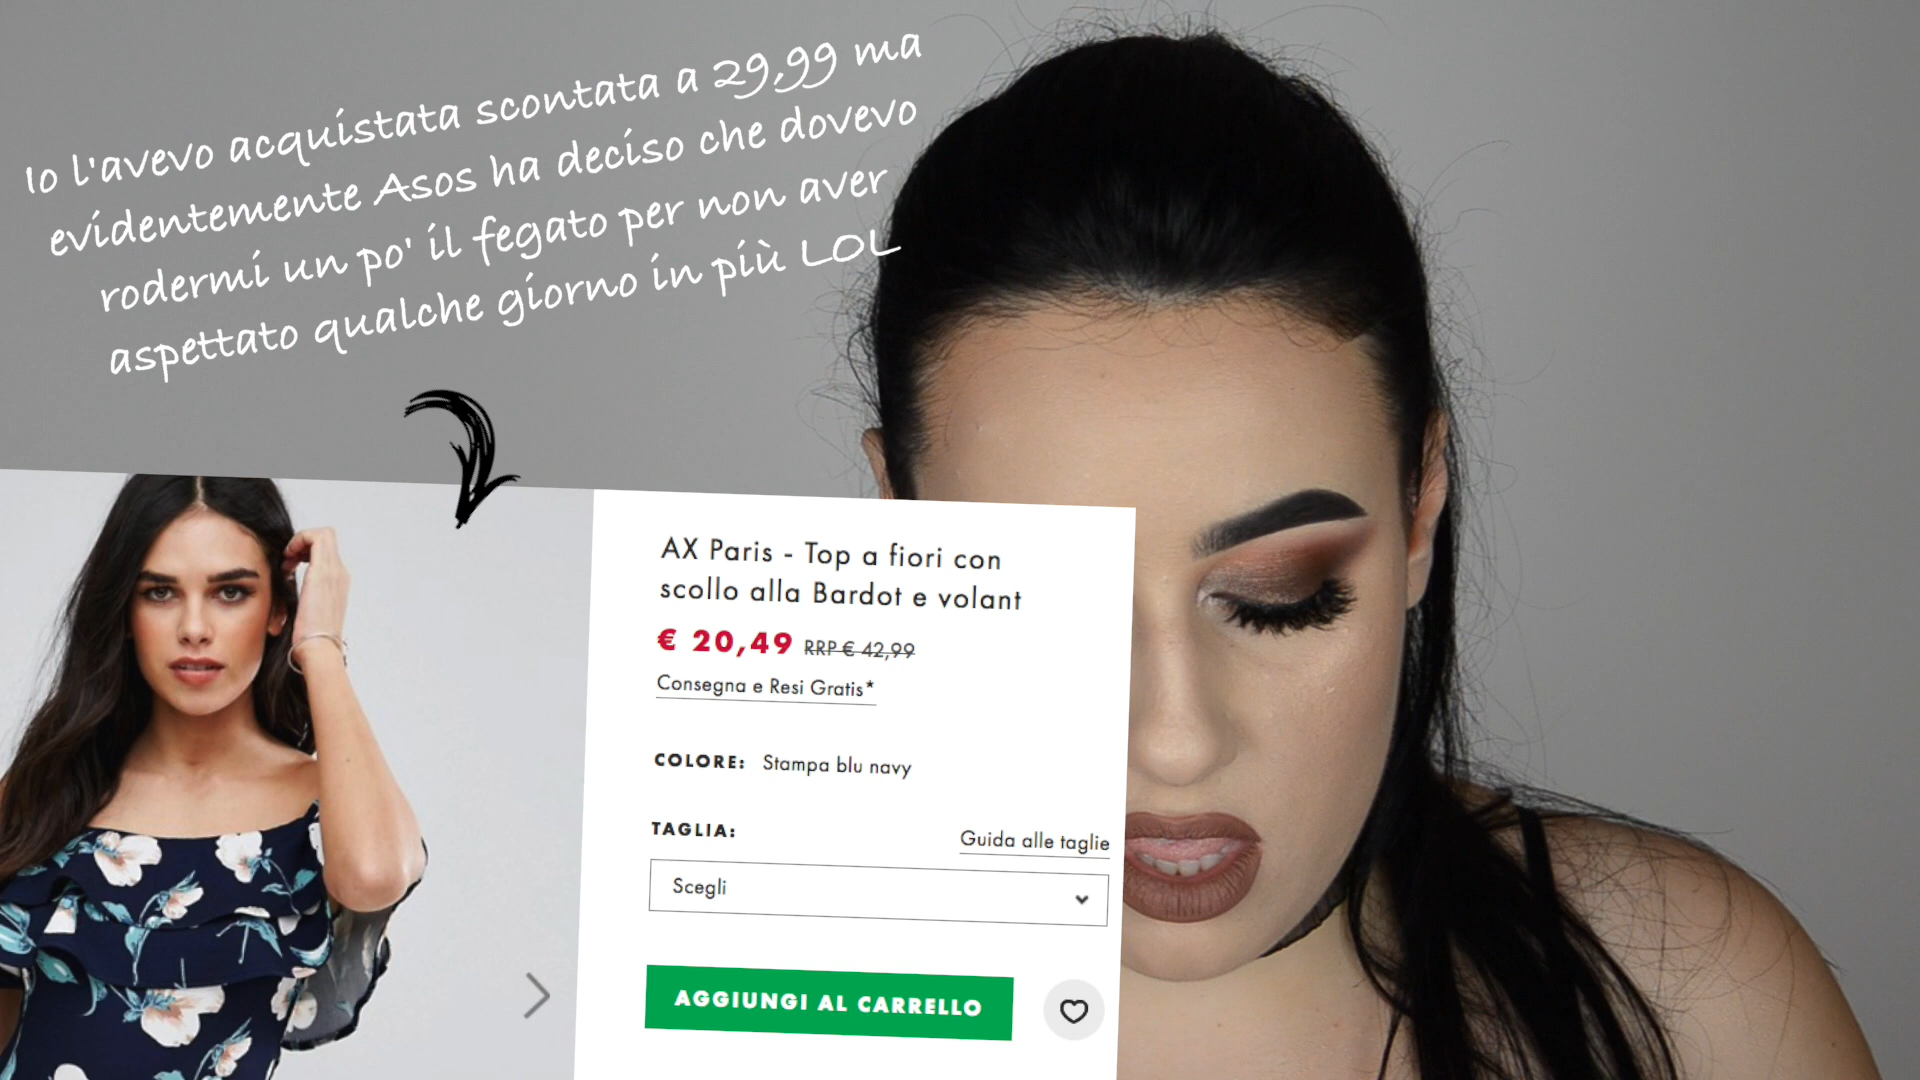 Io l'avevo acquistata scontata a 29,99 ma
evidentemente Asos ha deciso che dovevo
rodermi un po' il fegato per non aver
aspettato qualche giorno in più LOL
AX Paris - Top a fiori con
scollo alla Bardot e volant
€ 20,49 RRP € 42,99
Consegna e Resi Gratis*
COLORE: Stampa blu navy
TAGLIA:
Guida alle taglie
Scegli
AGGIUNGI AL CARRELLO